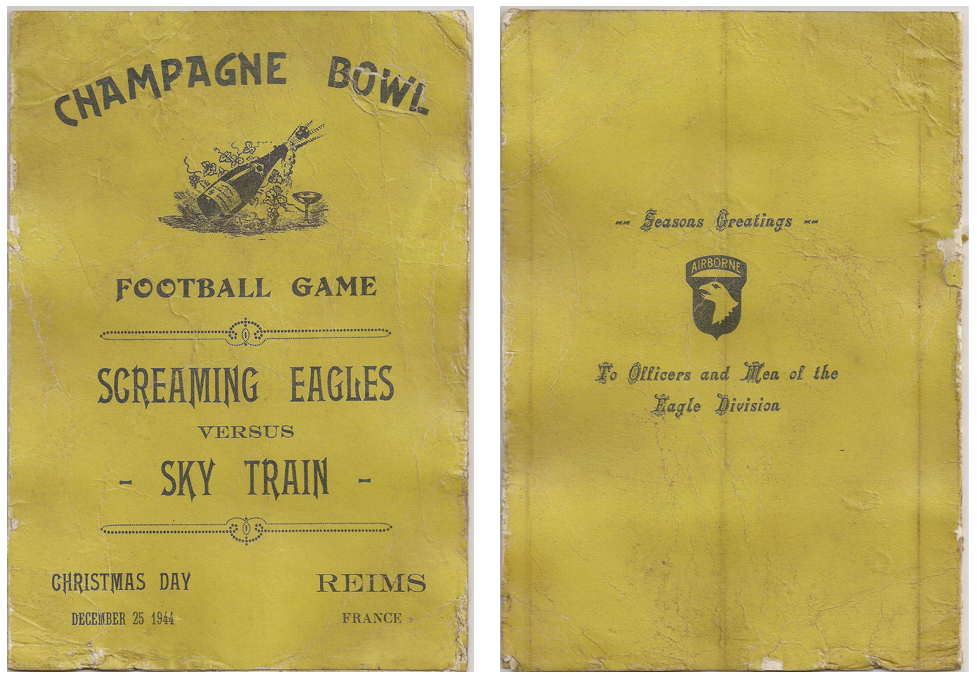 CHAMPAGNE BOWL
FOOTBALL GAME
SCREAMING EAGLES
VERSUS
- SKY TRAIN -
CHRISTMAS DAY
DECEMBER 25 1944
REIMS
FRANCE
-- Seasons Greatings --
AIRBORNE
To Officers and Men of the
Eagle Division